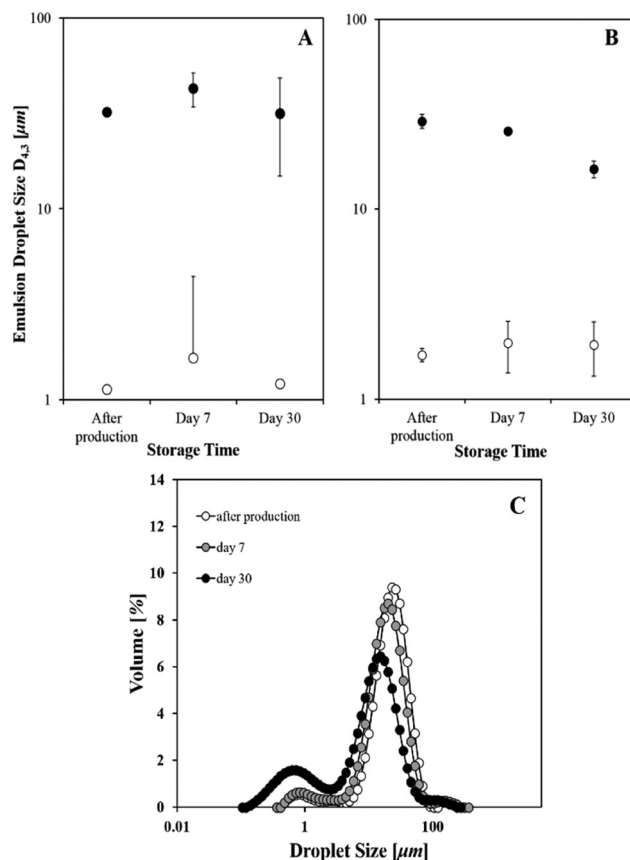 Emulsion Droplet Size D4,3 [µm]
100
10
1
A
After production
Day 7
Day 30
Storage Time
100
10
1
B
After production
Day 7
Day 30
Storage Time
Volume [%]
14
12
10
8
6
4
2
0
C
after production
day 7
day 30
0.01
1
100
Droplet Size [µm]